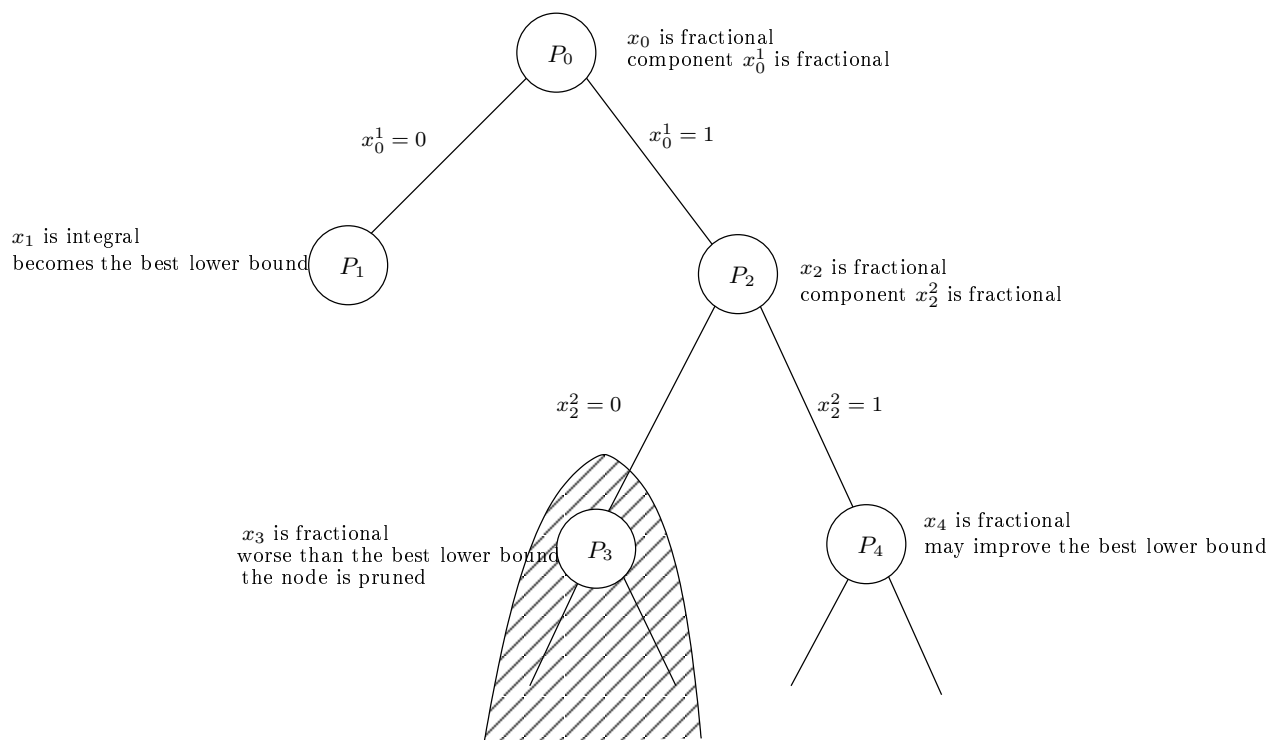 P₀
x₀ is fractional
component x₀¹ is fractional
x₀¹ = 0
x₀¹ = 1
x₁ is integral
becomes the best lower bound
P₁
P₂
x₂ is fractional
component x₂² is fractional
x₂² = 0
x₂² = 1
x₃ is fractional
worse than the best lower bound
the node is pruned
P₃
P₄
x₄ is fractional
may improve the best lower bound